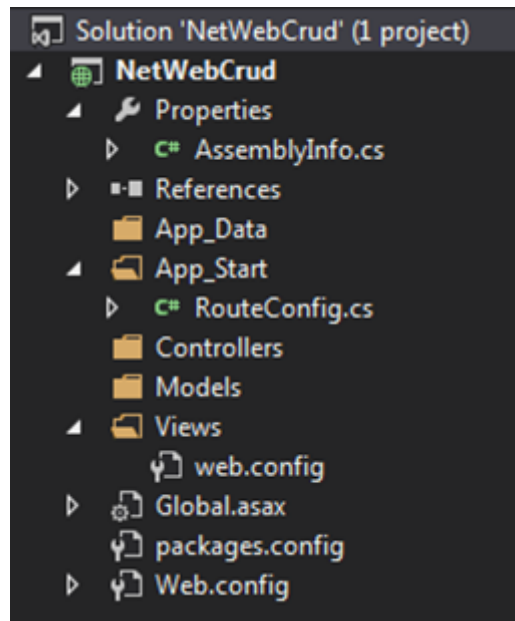 Solution 'NetWebCrud' (1 project)
NetWebCrud
Properties
C# AssemblyInfo.cs
References
App_Data
App_Start
C# RouteConfig.cs
Controllers
Models
Views
web.config
Global.asax
packages.config
Web.config